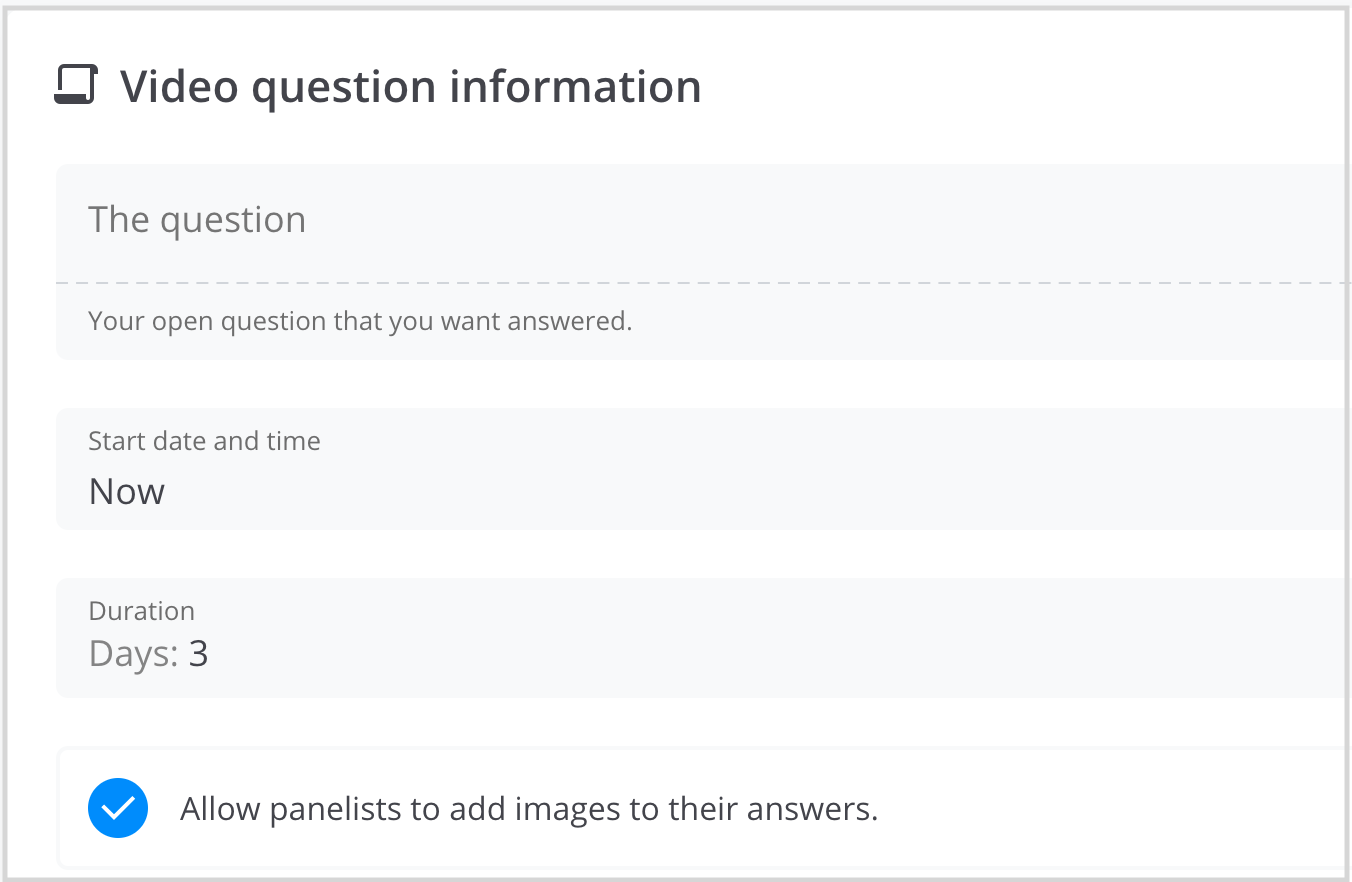 Video question information
The question
Your open question that you want answered.
Start date and time
Now
Duration
Days: 3
Allow panelists to add images to their answers.